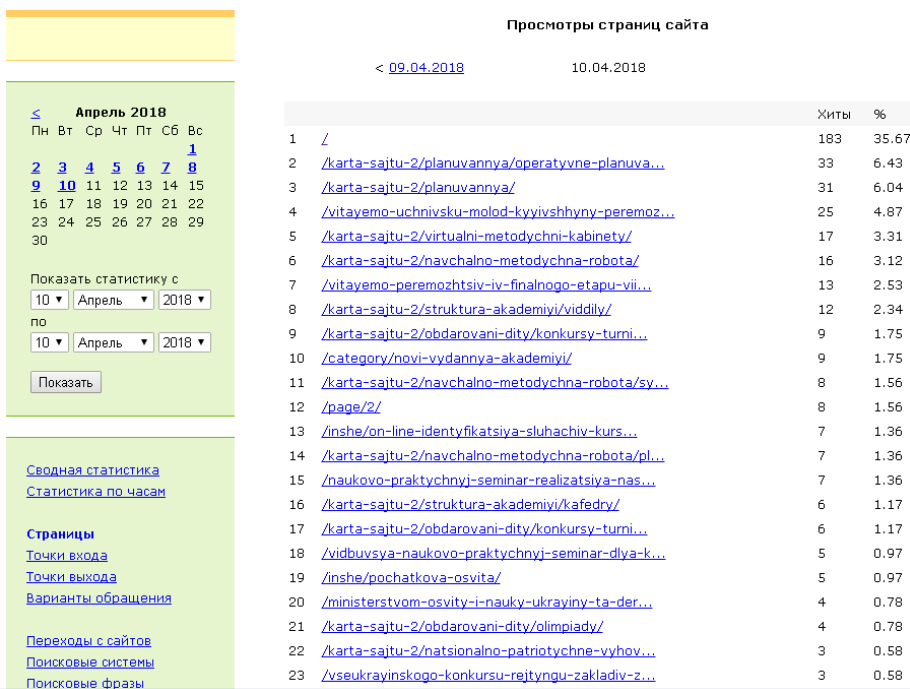 Просмотры страниц сайта
< 09.04.2018 10.04.2018
< Апрель 2018
Пн Вт Ср Чт Пт Сб Вс
1
2 3 4 5 6 7 8
9 10 11 12 13 14 15
16 17 18 19 20 21 22
23 24 25 26 27 28 29
30
Показать статистику с
10 Апрель 2018
по
10 Апрель 2018
Показать
Сводная статистика
Статистика по часам
Страницы
Точки входа
Точки выхода
Варианты обращения
Переходы с сайтов
Поисковые системы
Поисковые фразы
Хиты %
1 / 183 35.67
2 /karta-sajtu-2/planuvannya/operatyvne-planuva... 33 6.43
3 /karta-sajtu-2/planuvannya/ 31 6.04
4 /vitayemo-uchnivsku-molod-kyyivshhyny-peremoz... 25 4.87
5 /karta-sajtu-2/virtualni-metodychni-kabinety/ 17 3.31
6 /karta-sajtu-2/navchalno-metodychna-robota/ 16 3.12
7 /vitayemo-peremozhtsiv-iv-finalnogo-etapu-vii... 13 2.53
8 /karta-sajtu-2/struktura-akademiyi/viddily/ 12 2.34
9 /karta-sajtu-2/obdarovani-dity/konkursy-turni... 9 1.75
10 /category/novi-vydannya-akademiyi/ 9 1.75
11 /karta-sajtu-2/navchalno-metodychna-robota/sy... 8 1.56
12 /page/2/ 8 1.56
13 /inshe/on-line-identyfikatsiya-sluhachiv-kurs... 7 1.36
14 /karta-sajtu-2/navchalno-metodychna-robota/pl... 7 1.36
15 /naukovo-praktychnyj-seminar-realizatsiya-nas... 7 1.36
16 /karta-sajtu-2/struktura-akademiyi/kafedry/ 6 1.17
17 /karta-sajtu-2/obdarovani-dity/konkursy-turni... 6 1.17
18 /vidbuvsya-naukovo-praktychnyj-seminar-dlya-k... 5 0.97
19 /inshe/pochatkova-osvita/ 5 0.97
20 /ministerstvom-osvity-i-nauky-ukrayiny-ta-der... 4 0.78
21 /karta-sajtu-2/obdarovani-dity/olimpiady/ 4 0.78
22 /karta-sajtu-2/natsionalno-patriotychne-vyhov... 3 0.58
23 /vseukrayinskogo-konkursu-rejtyngu-zakladiv-z... 3 0.58